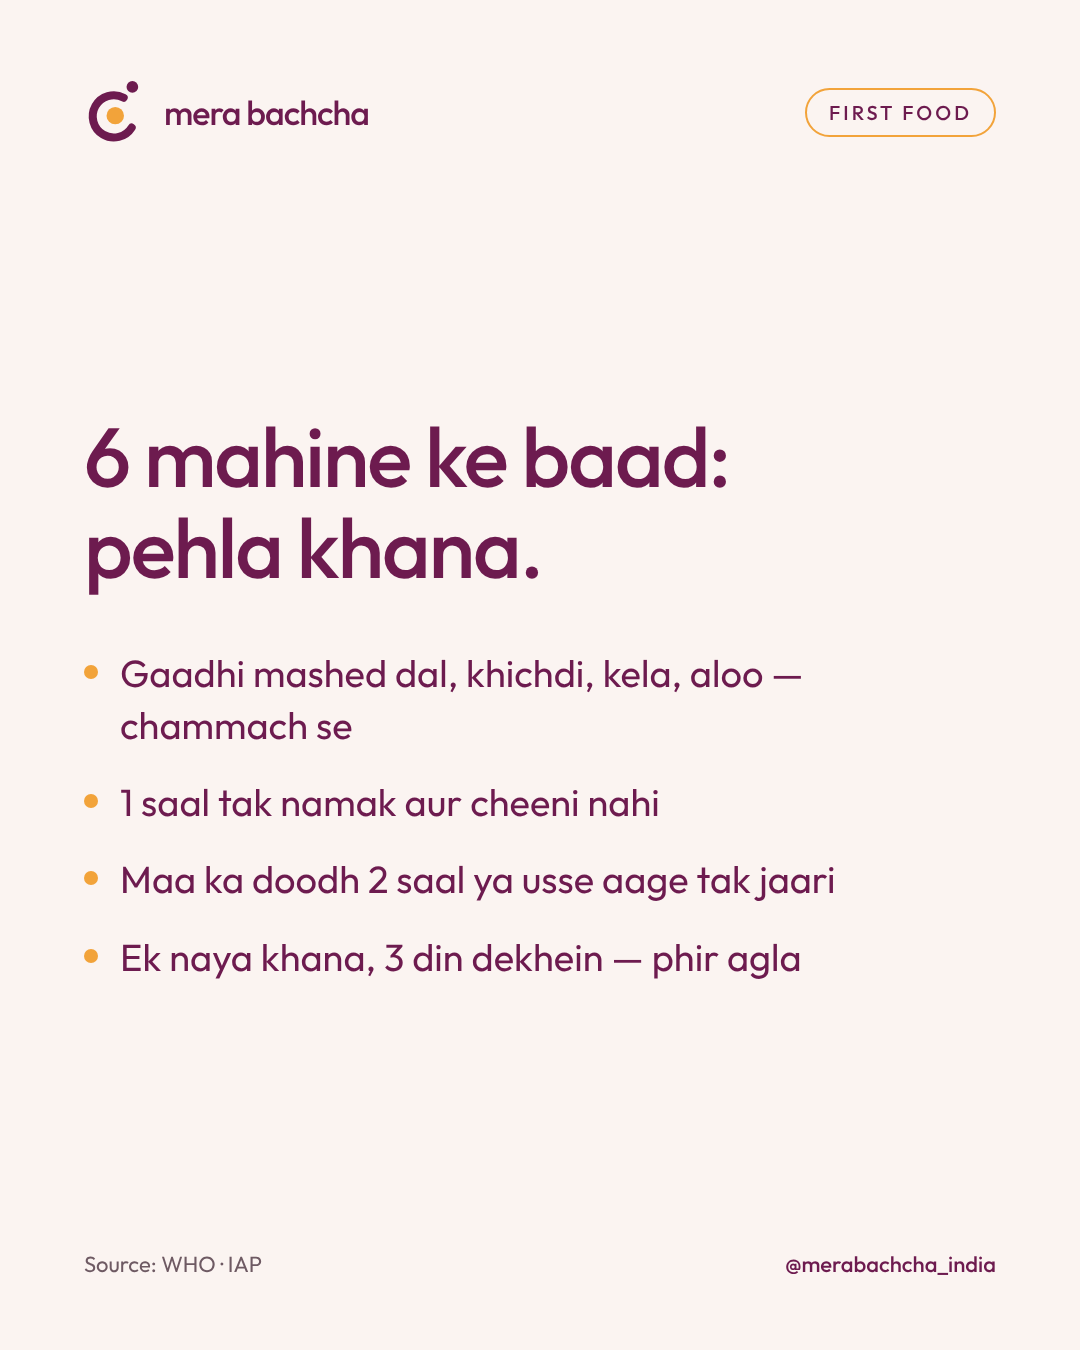 mera bachcha
FIRST FOOD
6 mahine ke baad:
pehla khana.
Gaadhi mashed dal, khichdi, kela, aloo —
chammach se
1 saal tak namak aur cheeni nahi
Maa ka doodh 2 saal ya usse aage tak jaari
Ek naya khana, 3 din dekhein — phir agla
Source: WHO · IAP
@merabachcha_india